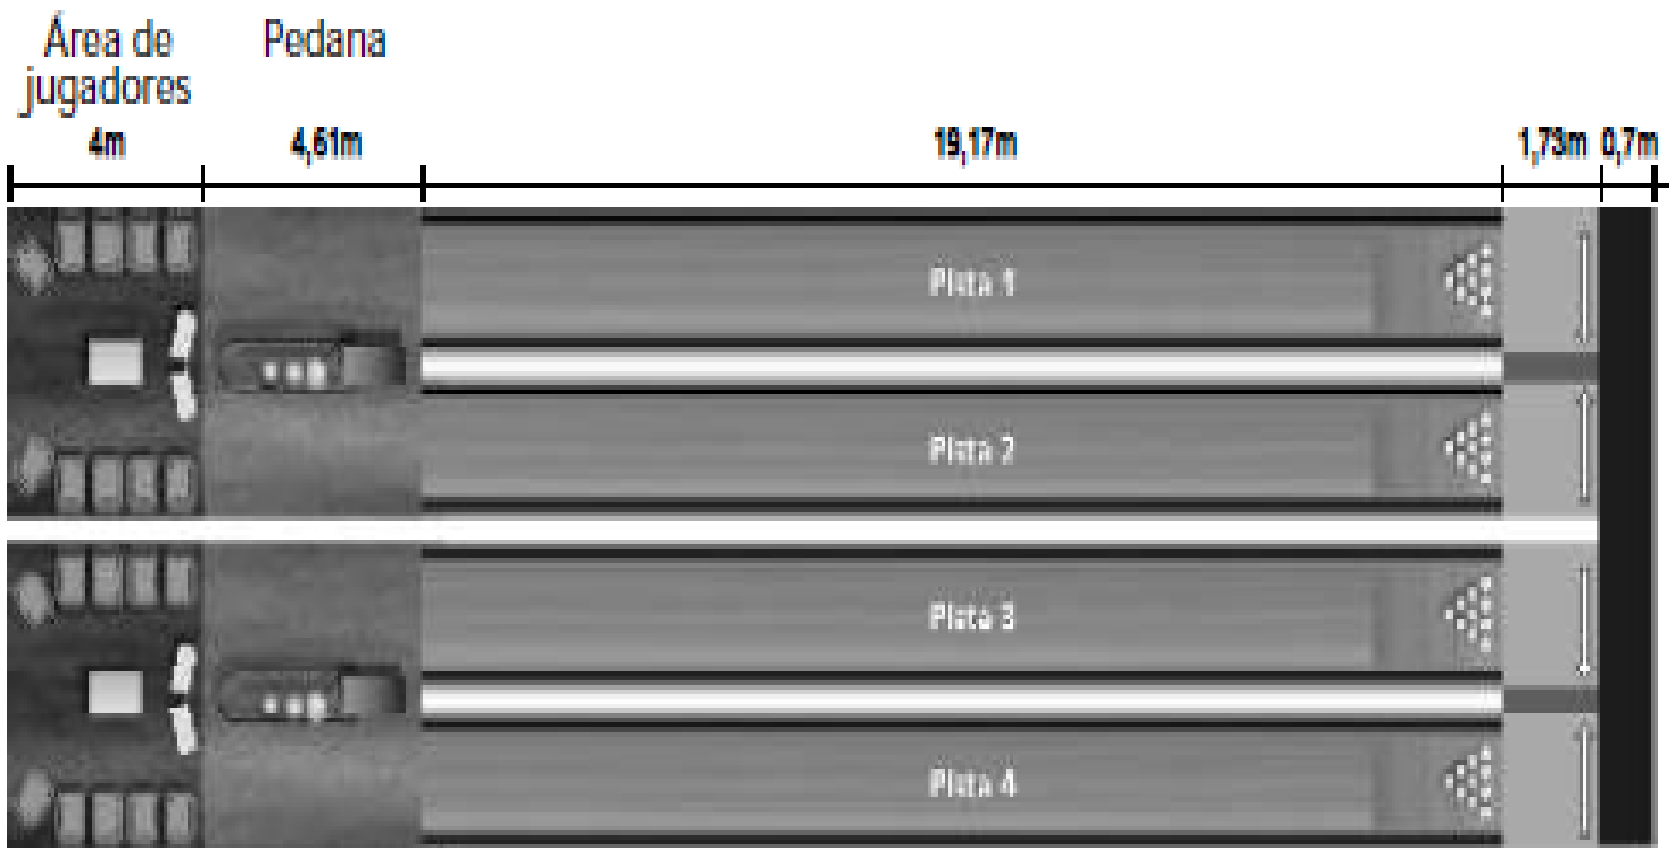 Área de
jugadores
Pedana
4m
4,61m
19,17m
1,73m
0,7m
Pista 1
Pista 2
Pista 3
Pista 4